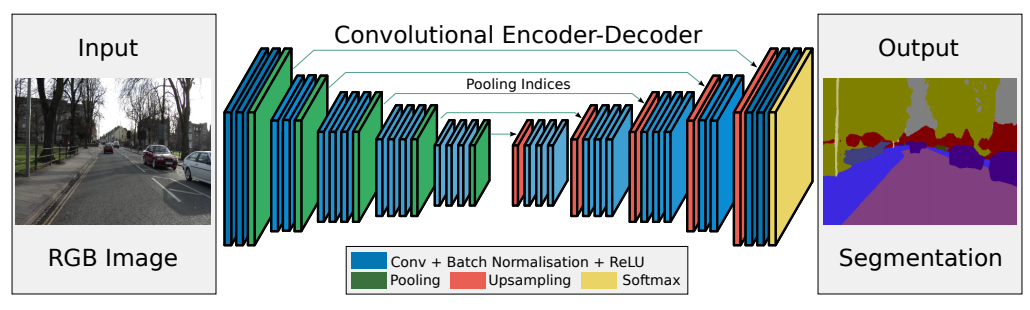 Input
Convolutional Encoder-Decoder
Output
Pooling Indices
RGB Image
Conv + Batch Normalisation + ReLU
Pooling
Upsampling
Softmax
Segmentation